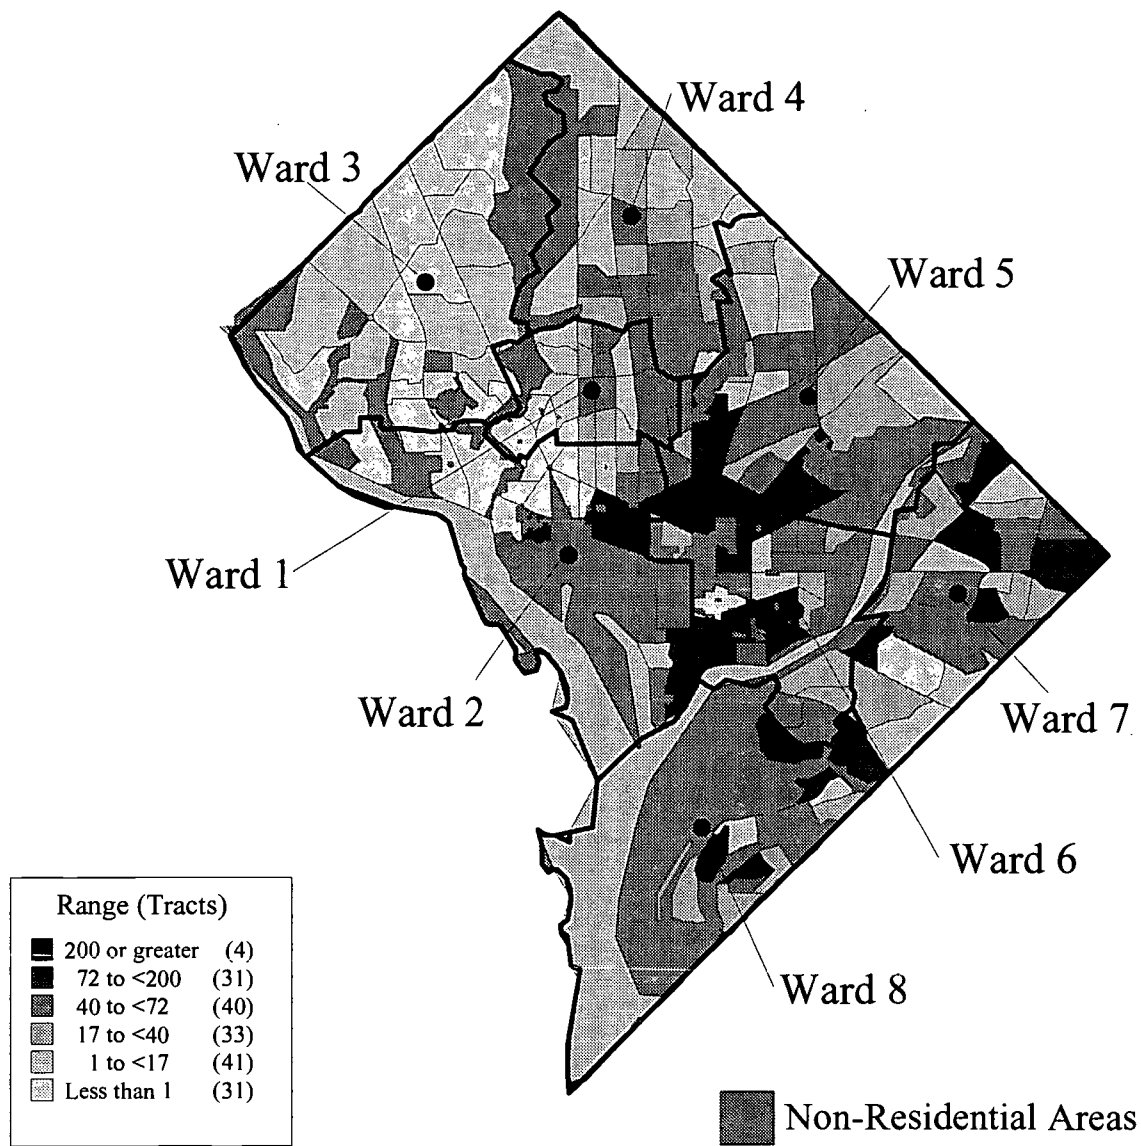 Ward 4
Ward 3
Ward 5
Ward 1
Ward 2
Ward 7
Ward 6
Ward 8
Range (Tracts)
200 or greater (4)
72 to <200 (31)
40 to <72 (40)
17 to <40 (33)
1 to <17 (41)
Less than 1 (31)
Non-Residential Areas